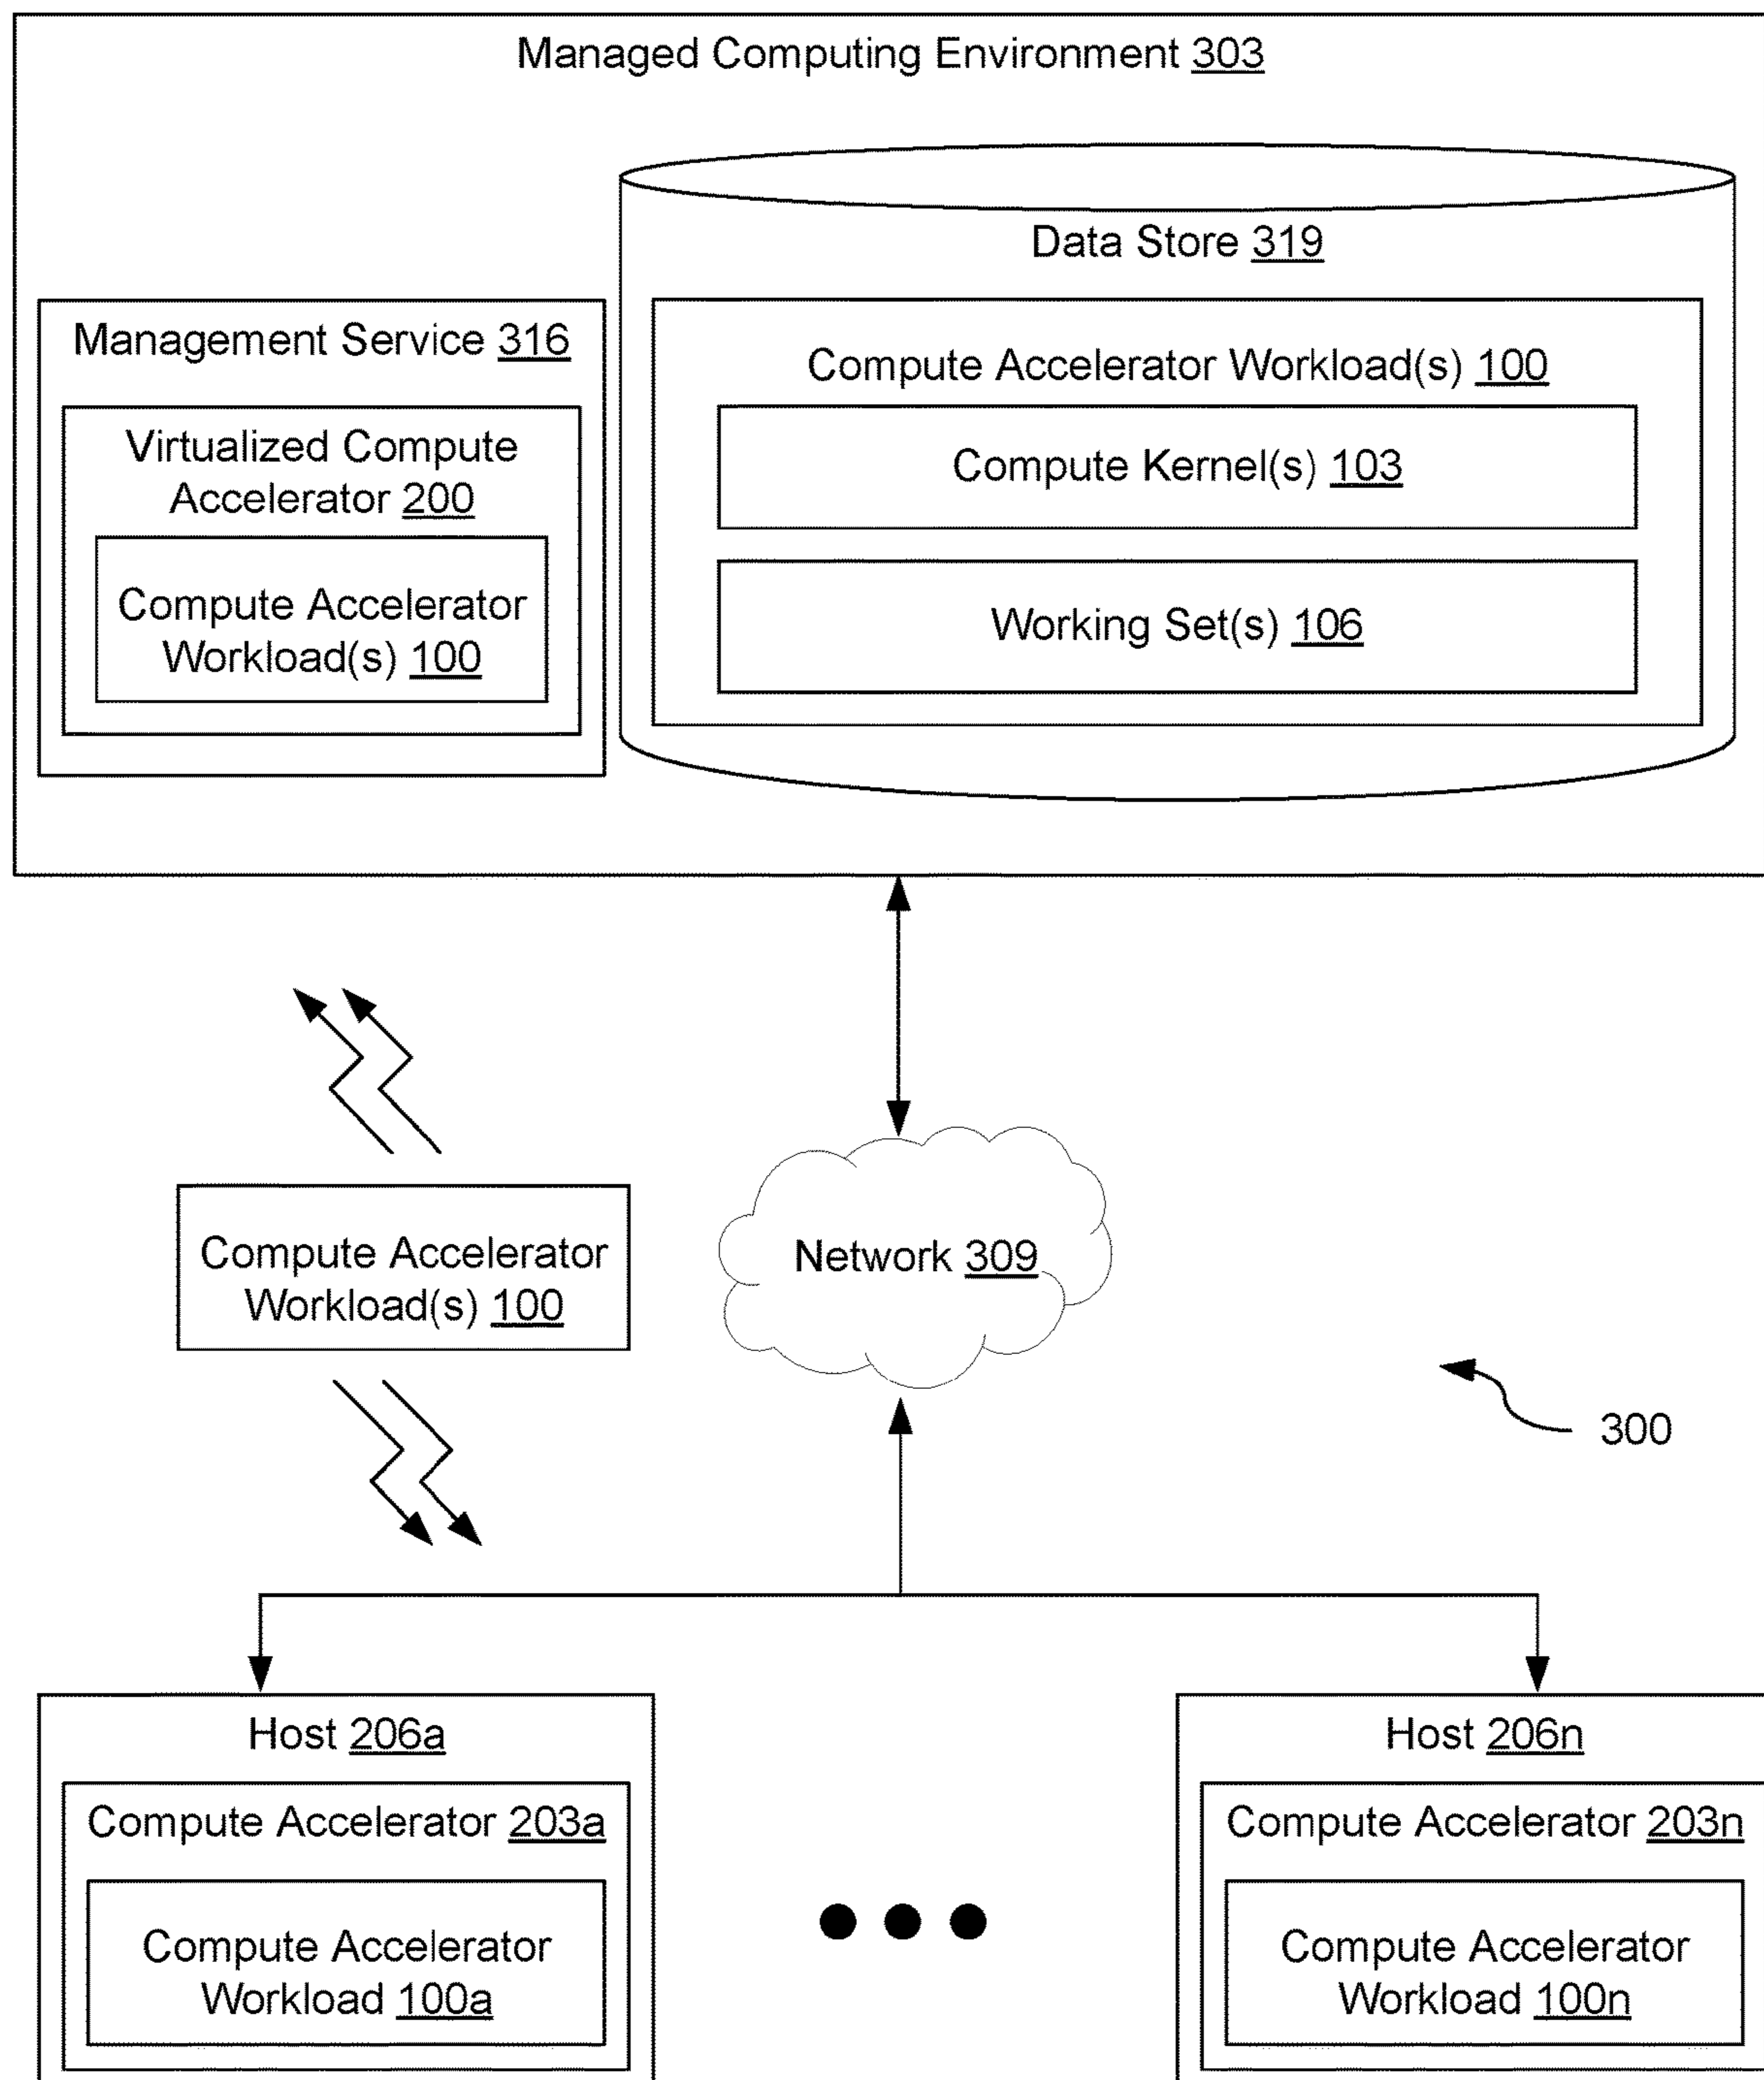 Managed Computing Environment 303
Data Store 319
Management Service 316
Virtualized Compute
Accelerator 200
Compute Accelerator
Workload(s) 100
Compute Accelerator Workload(s) 100
Compute Kernel(s) 103
Working Set(s) 106
Compute Accelerator
Workload(s) 100
Network 309
300
Host 206a
Compute Accelerator 203a
Compute Accelerator
Workload 100a
Host 206n
Compute Accelerator 203n
Compute Accelerator
Workload 100n